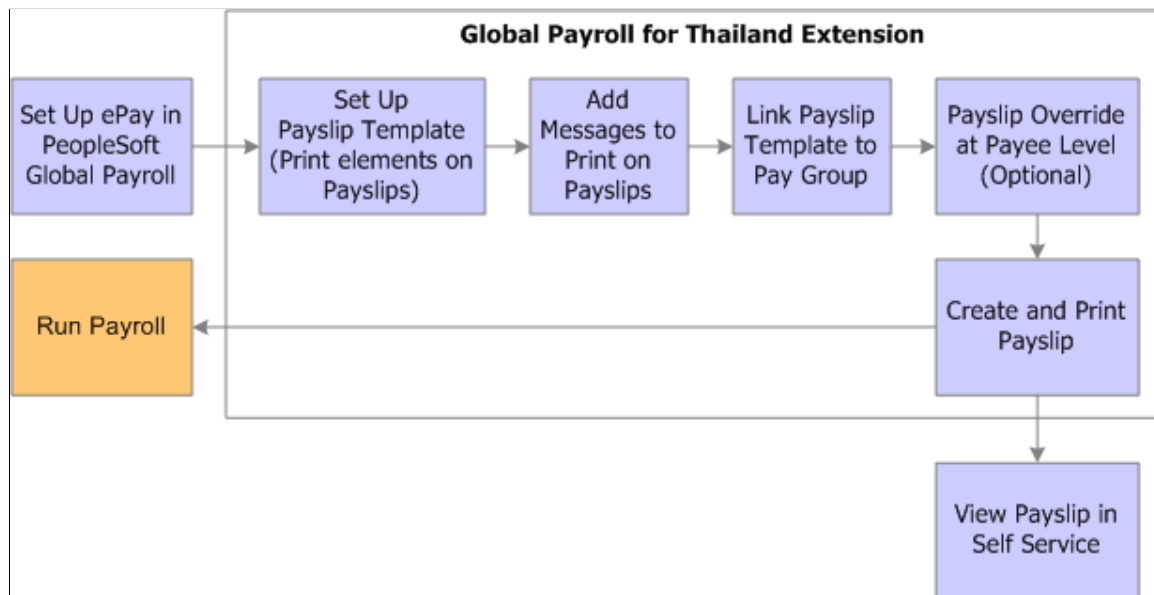 Global Payroll for Thailand Extension
Set Up ePay in
PeopleSoft
Global Payroll
Set Up
Payslip Template
(Print elements on
Payslips)
Add
Messages to
Print on
Payslips
Link Payslip
Template to
Pay Group
Payslip Override
at Payee Level
(Optional)
Run Payroll
Create and Print
Payslip
View Payslip in
Self Service